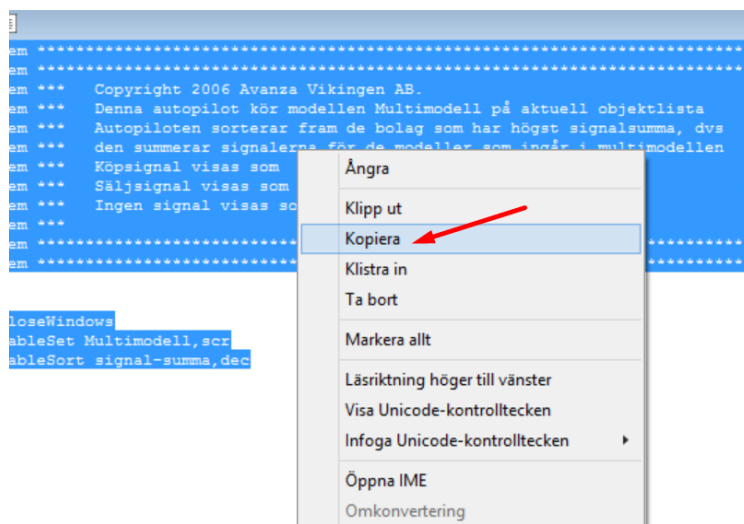 em *************************************************************************
em *************************************************************************
em ***   Copyright 2006 Avanza Vikingen AB.
em ***   Denna autopilot kör modellen Multimodell på aktuell objektlista
em ***   Autopiloten sorterar fram de bolag som har högst signalsumma, dvs
em ***   den summerar signalerna för de modeller som ingår i multimodellen
em ***   Köpsignal visas som
em ***   Säljsignal visas som
em ***   Ingen signal visas so
em ***
em *************************** **********
em *************************** **********
loseWindows
ableSet Multimodell,scr
ableSort signal-summa,dec
Ångra
Klipp ut
Kopiera
Klistra in
Ta bort
Markera allt
Läsriktning höger till vänster
Visa Unicode-kontrolltecken
Infoga Unicode-kontrolltecken
Öppna IME
Omkonvertering